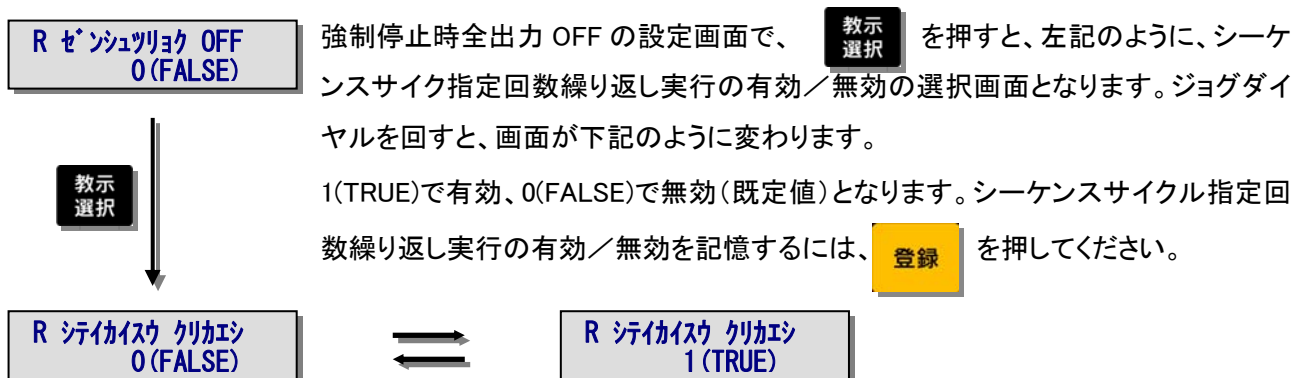 R ｾﾞﾝｼｭﾂﾘｮｸ OFF
0(FALSE)
強制停止時全出力 OFF の設定画面で、 教示選択 を押すと、左記のように、シーケ
ンスサイク指定回数繰り返し実行の有効／無効の選択画面となります。ジョグダイ
ヤルを回すと、画面が下記のように変わります。
教示
選択
1(TRUE)で有効、0(FALSE)で無効（既定値）となります。シーケンスサイクル指定回
数繰り返し実行の有効／無効を記憶するには、 登録 を押してください。
R ｼﾃｲｶｲｽｳ ｸﾘｶｴｼ
0(FALSE)
R ｼﾃｲｶｲｽｳ ｸﾘｶｴｼ
1(TRUE)